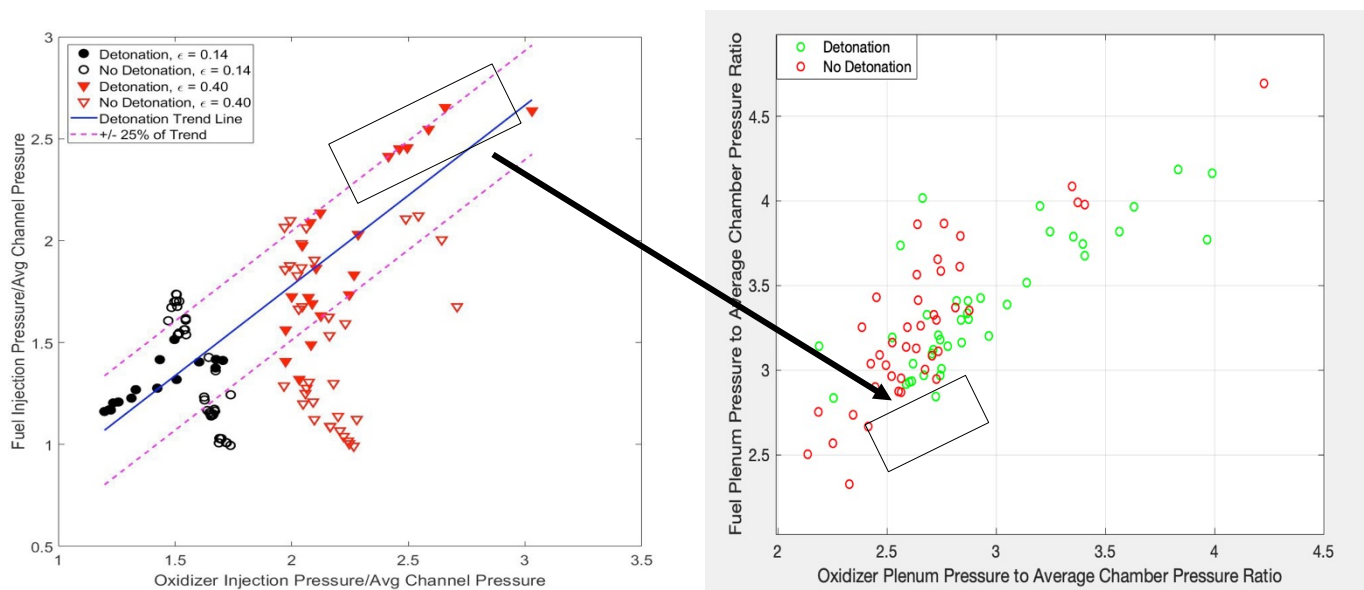 3
2.5
2
1.5
1
0.5
Fuel Injection Pressure/Avg Channel Pressure
Detonation, ϵ = 0.14
No Detonation, ϵ = 0.14
Detonation, ϵ = 0.40
No Detonation, ϵ = 0.40
Detonation Trend Line
+/- 25% of Trend
1 1.5 2 2.5 3 3.5
Oxidizer Injection Pressure/Avg Channel Pressure
Fuel Plenum Pressure to Average Chamber Pressure Ratio
4.5
4
3.5
3
2.5
Detonation
No Detonation
2 2.5 3 3.5 4 4.5
Oxidizer Plenum Pressure to Average Chamber Pressure Ratio